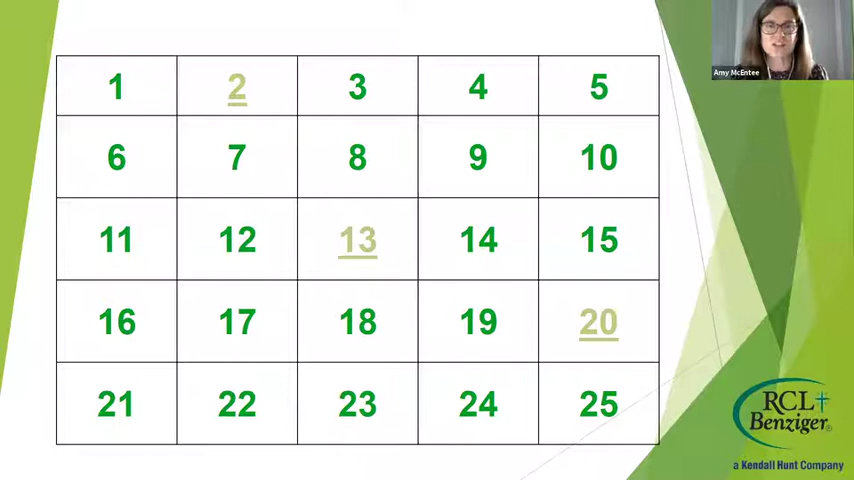 Amy McEntee
1 2 3 4 5
6 7 8 9 10
11 12 13 14 15
16 17 18 19 20
21 22 23 24 25
RCL
Benziger®
a Kendall Hunt Company